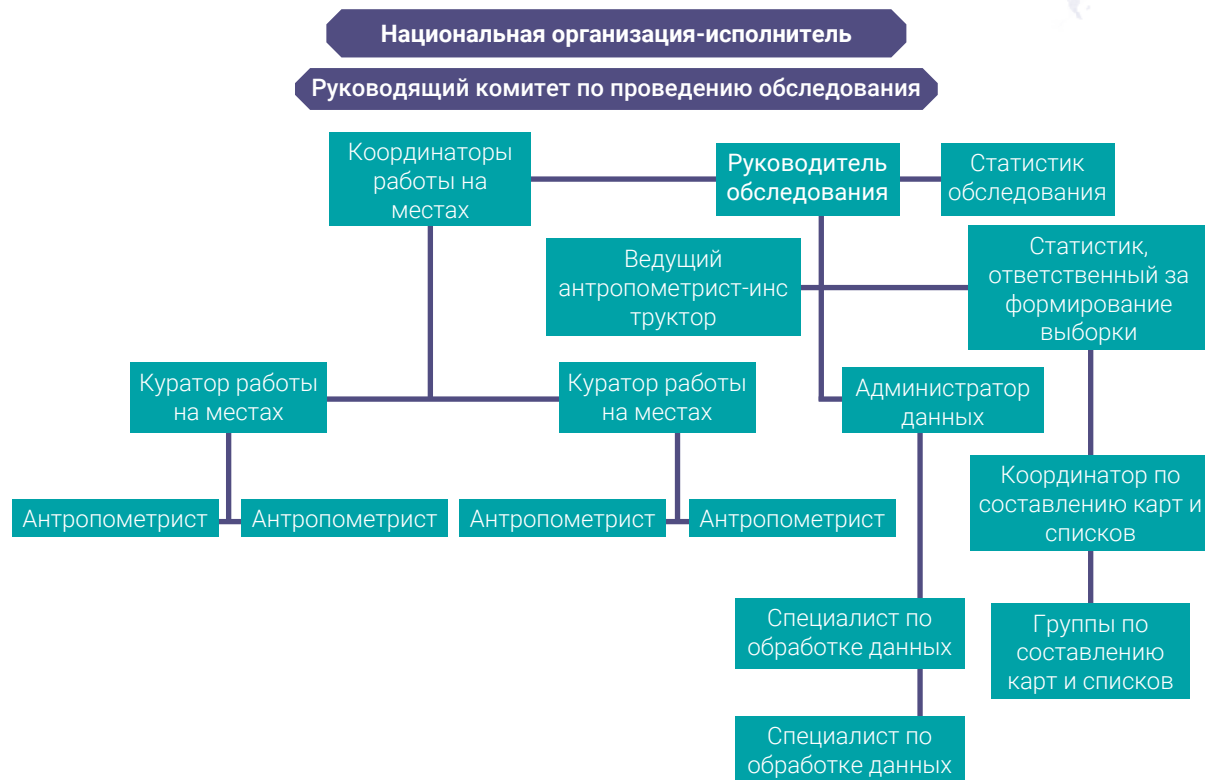 Национальная организация-исполнитель
Руководящий комитет по проведению обследования
Координаторы
работы на
местах
Руководитель
обследования
Статистик
обследования
Ведущий
антропометрист-инс
труктор
Статистик,
ответственный за
формирование
выборки
Куратор работы
на местах
Куратор работы
на местах
Администратор
данных
Антропометрист
Антропометрист
Антропометрист
Антропометрист
Координатор по
составлению карт и
списков
Специалист по
обработке данных
Группы по
составлению
карт и списков
Специалист по
обработке данных